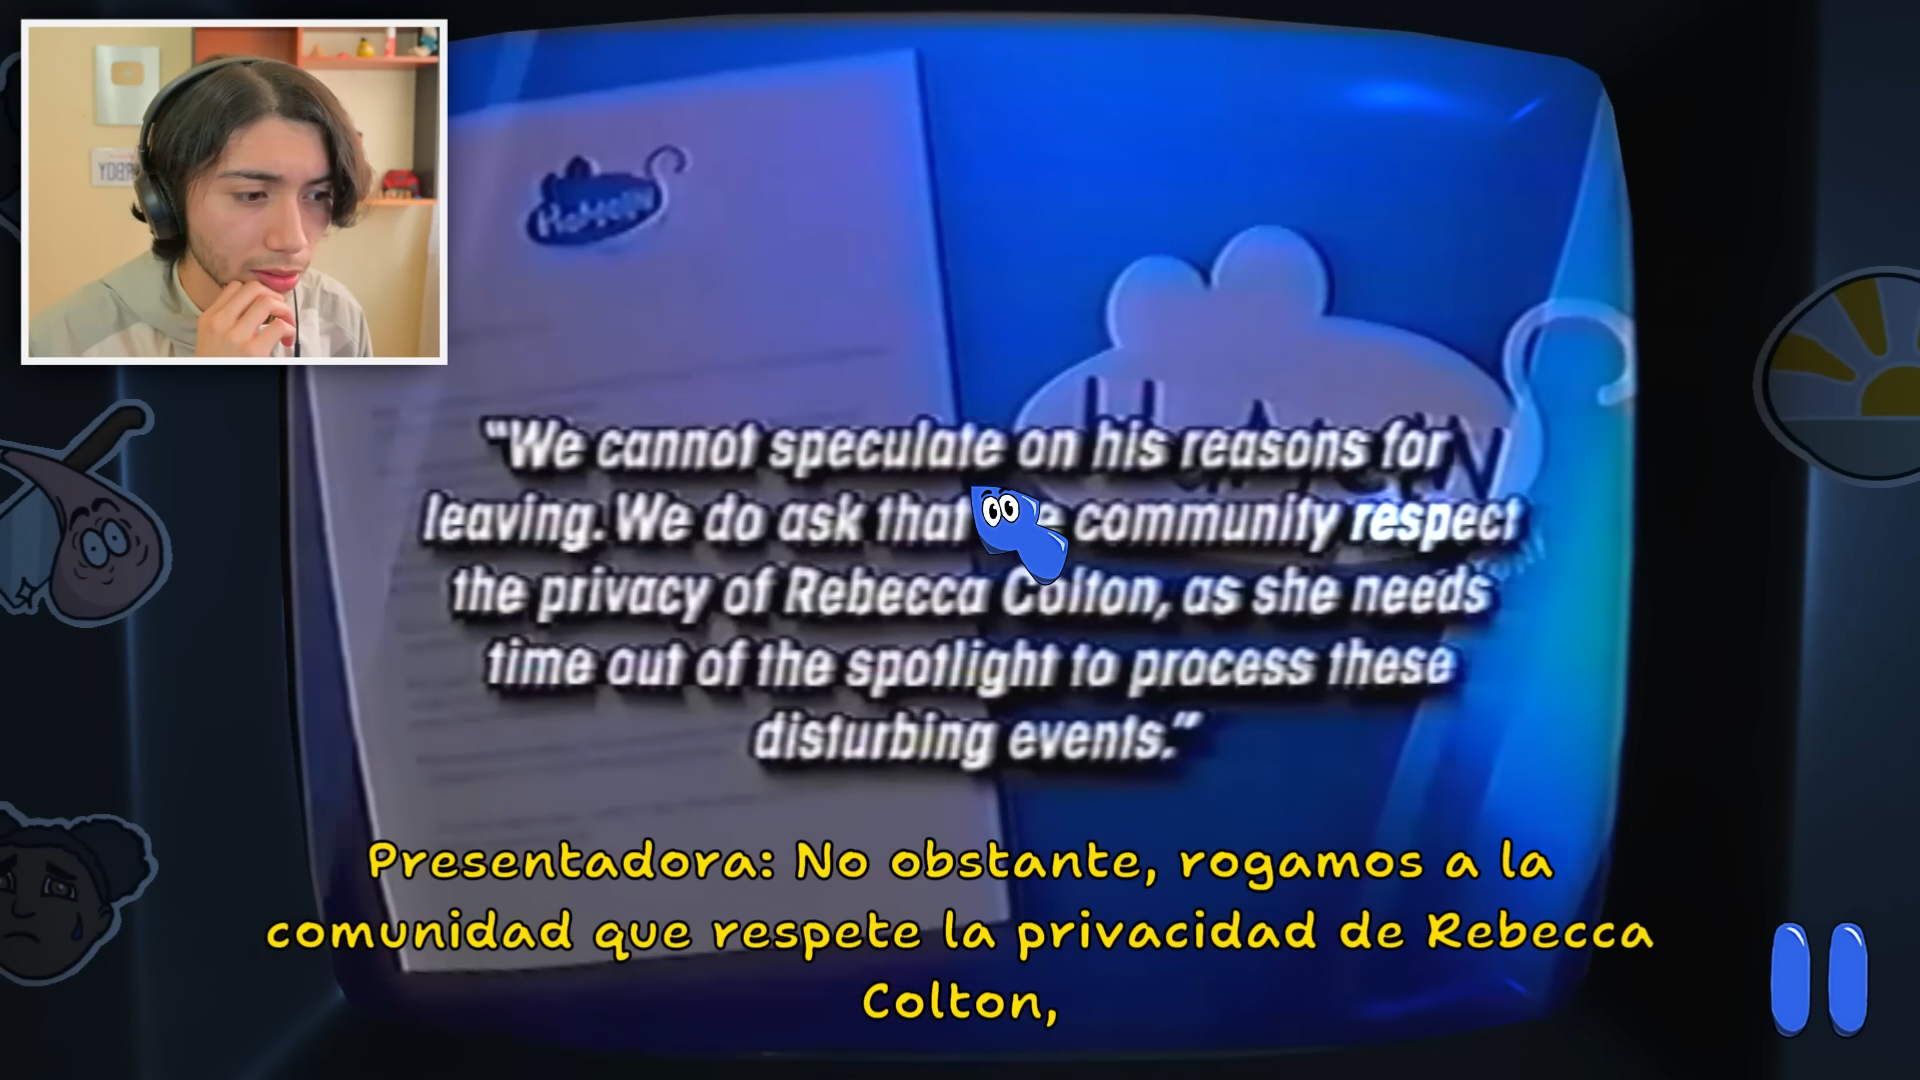 HaMeLiN
"We cannot speculate on his reasons for
leaving. We do ask that community respect
the privacy of Rebecca Colton, as she needs
time out of the spotlight to process these
disturbing events."
Presentadora: No obstante, rogamos a la
comunidad que respete la privacidad de Rebecca
Colton,